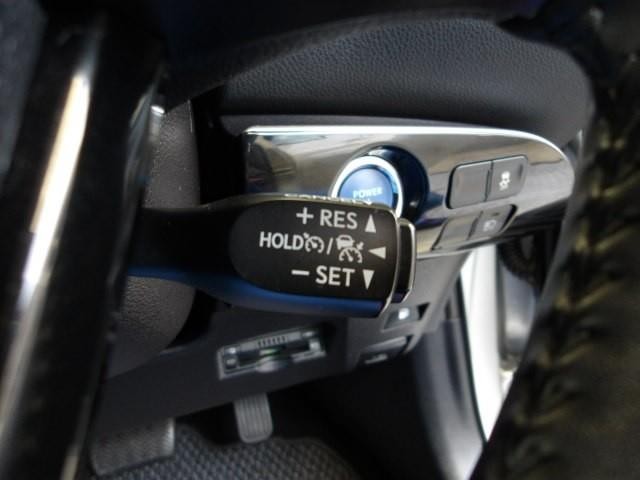 POWER
+ RES
HOLD /
− SET